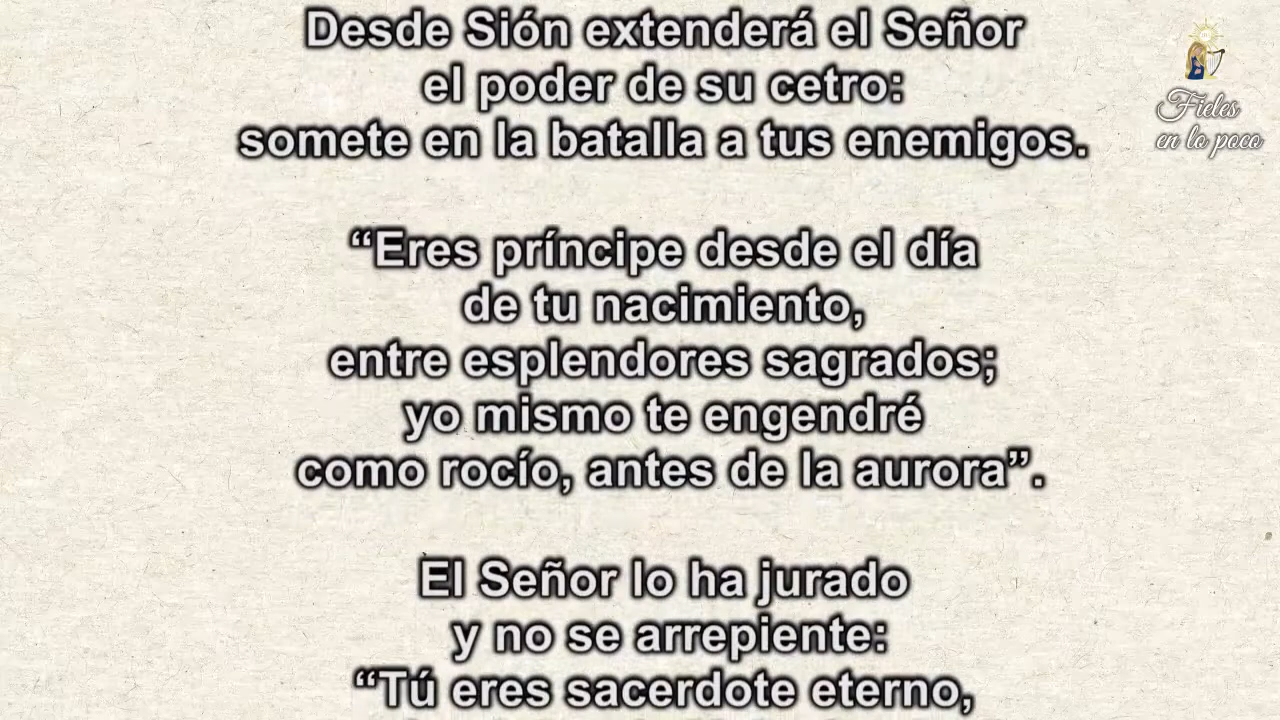 Desde Sión extenderá el Señor
el poder de su cetro:
somete en la batalla a tus enemigos.
“Eres príncipe desde el día
de tu nacimiento,
entre esplendores sagrados;
yo mismo te engendré
como rocío, antes de la aurora”.
El Señor lo ha jurado
y no se arrepiente:
“Tú eres sacerdote eterno,
Fieles
en lo poco